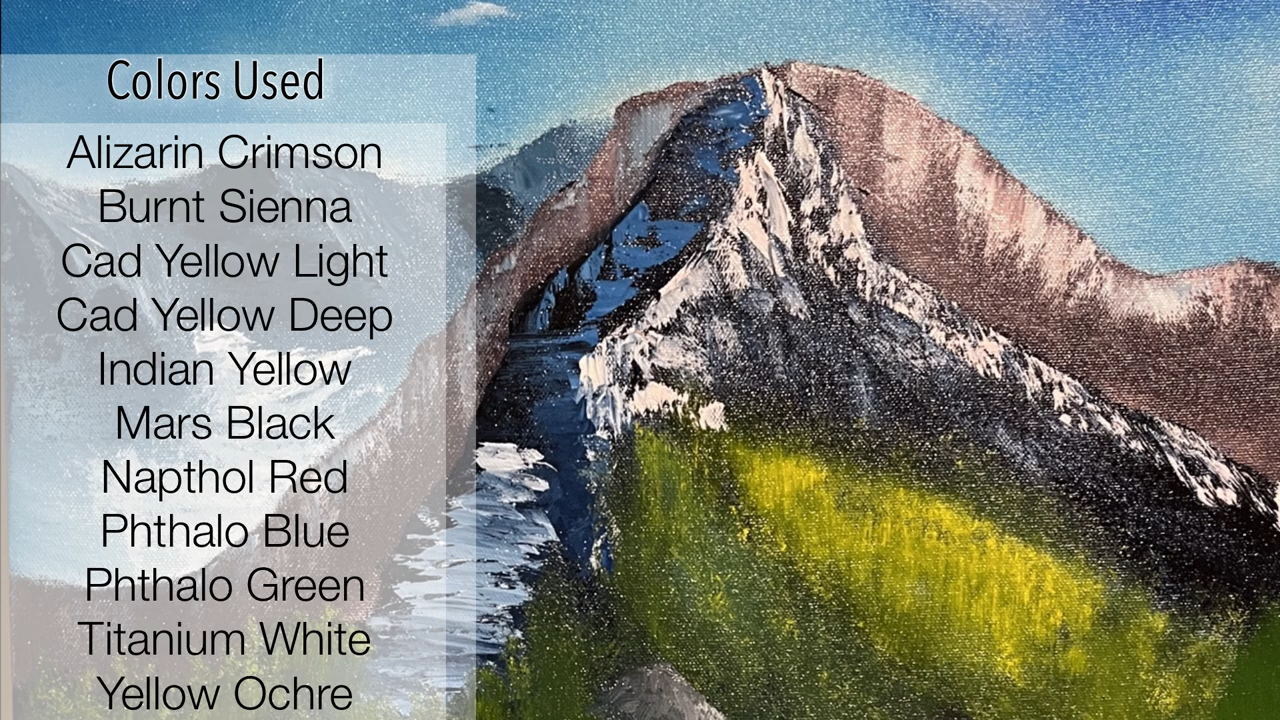 Colors Used
Alizarin Crimson
Burnt Sienna
Cad Yellow Light
Cad Yellow Deep
Indian Yellow
Mars Black
Napthol Red
Phthalo Blue
Phthalo Green
Titanium White
Yellow Ochre